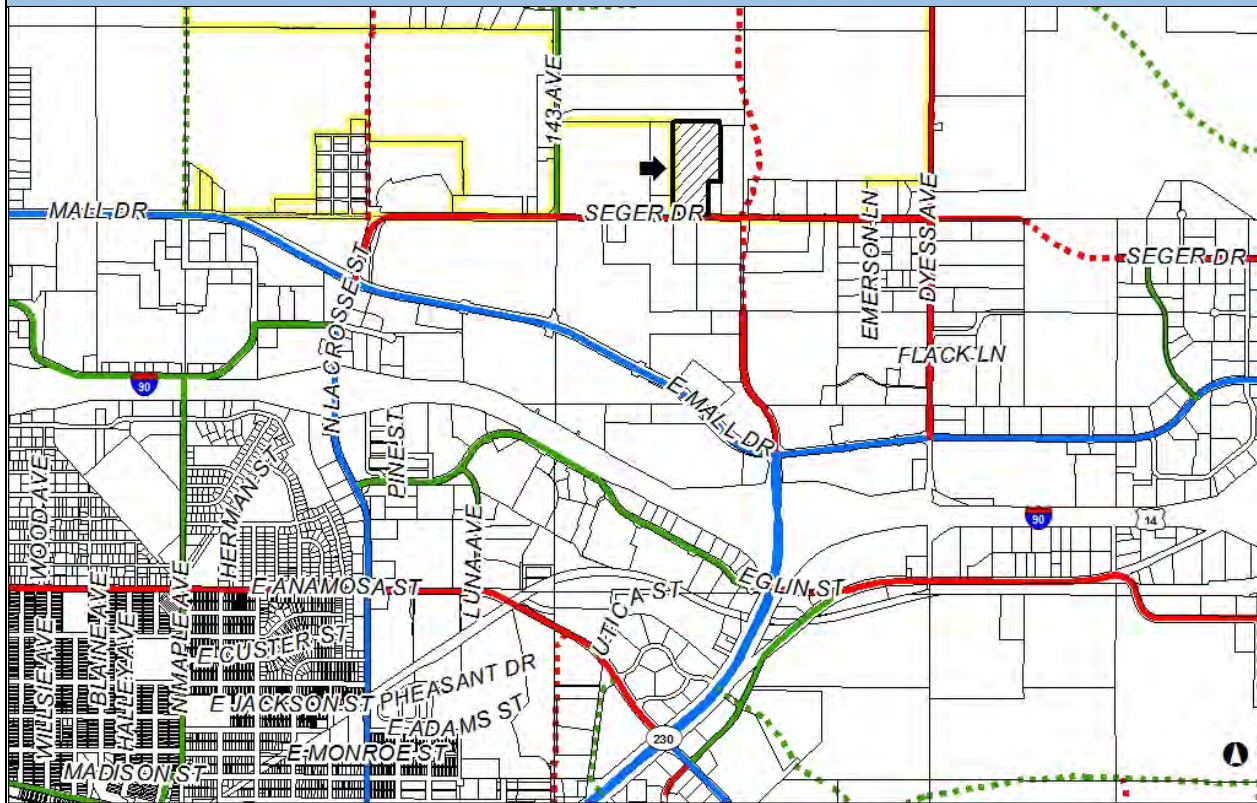 143 AVE
MALL DR
SEGER DR
SEGER DR
N LA CROSSE ST
EMERSON LN
DYESS AVE
FLACK LN
90
E MALL DR
PINE ST
WOOD AVE
THERMAN ST
LUNA AVE
90
14
E ANAMOSA ST
EGLIN ST
UTICA ST
WILLSIE AVE
BLAINE AVE
HALLEY AVE
N MAPLE AVE
E CUSTER ST
E JACKSON ST
PHEASANT DR
E ADAMS ST
E MONROE ST
230
MADISON ST